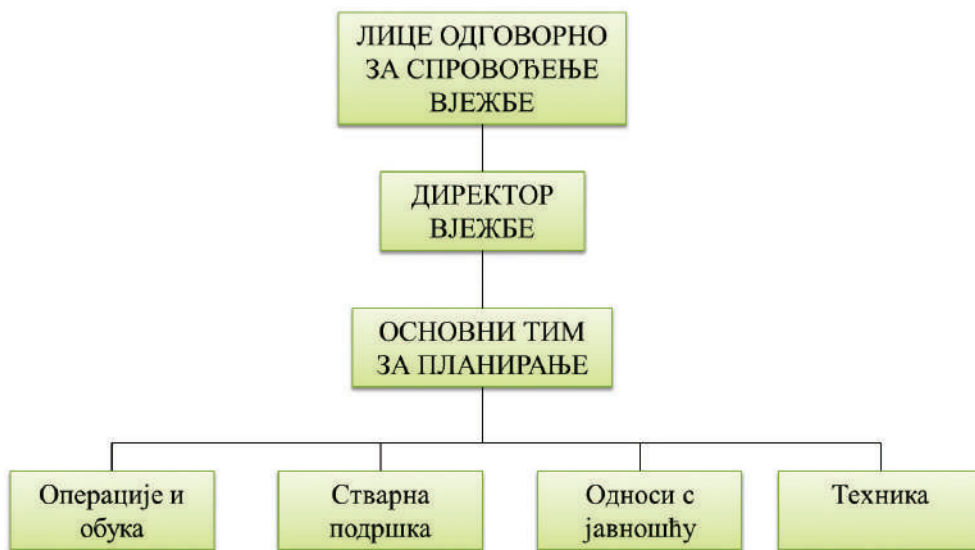 ЛИЦЕ ОДГОВОРНО
ЗА СПРОВОЂЕЊЕ
ВЈЕЖБЕ
ДИРЕКТОР
ВЈЕЖБЕ
ОСНОВНИ ТИМ
ЗА ПЛАНИРАЊЕ
Операције и
обука
Стварна
подршка
Односи с
јавношћу
Техника